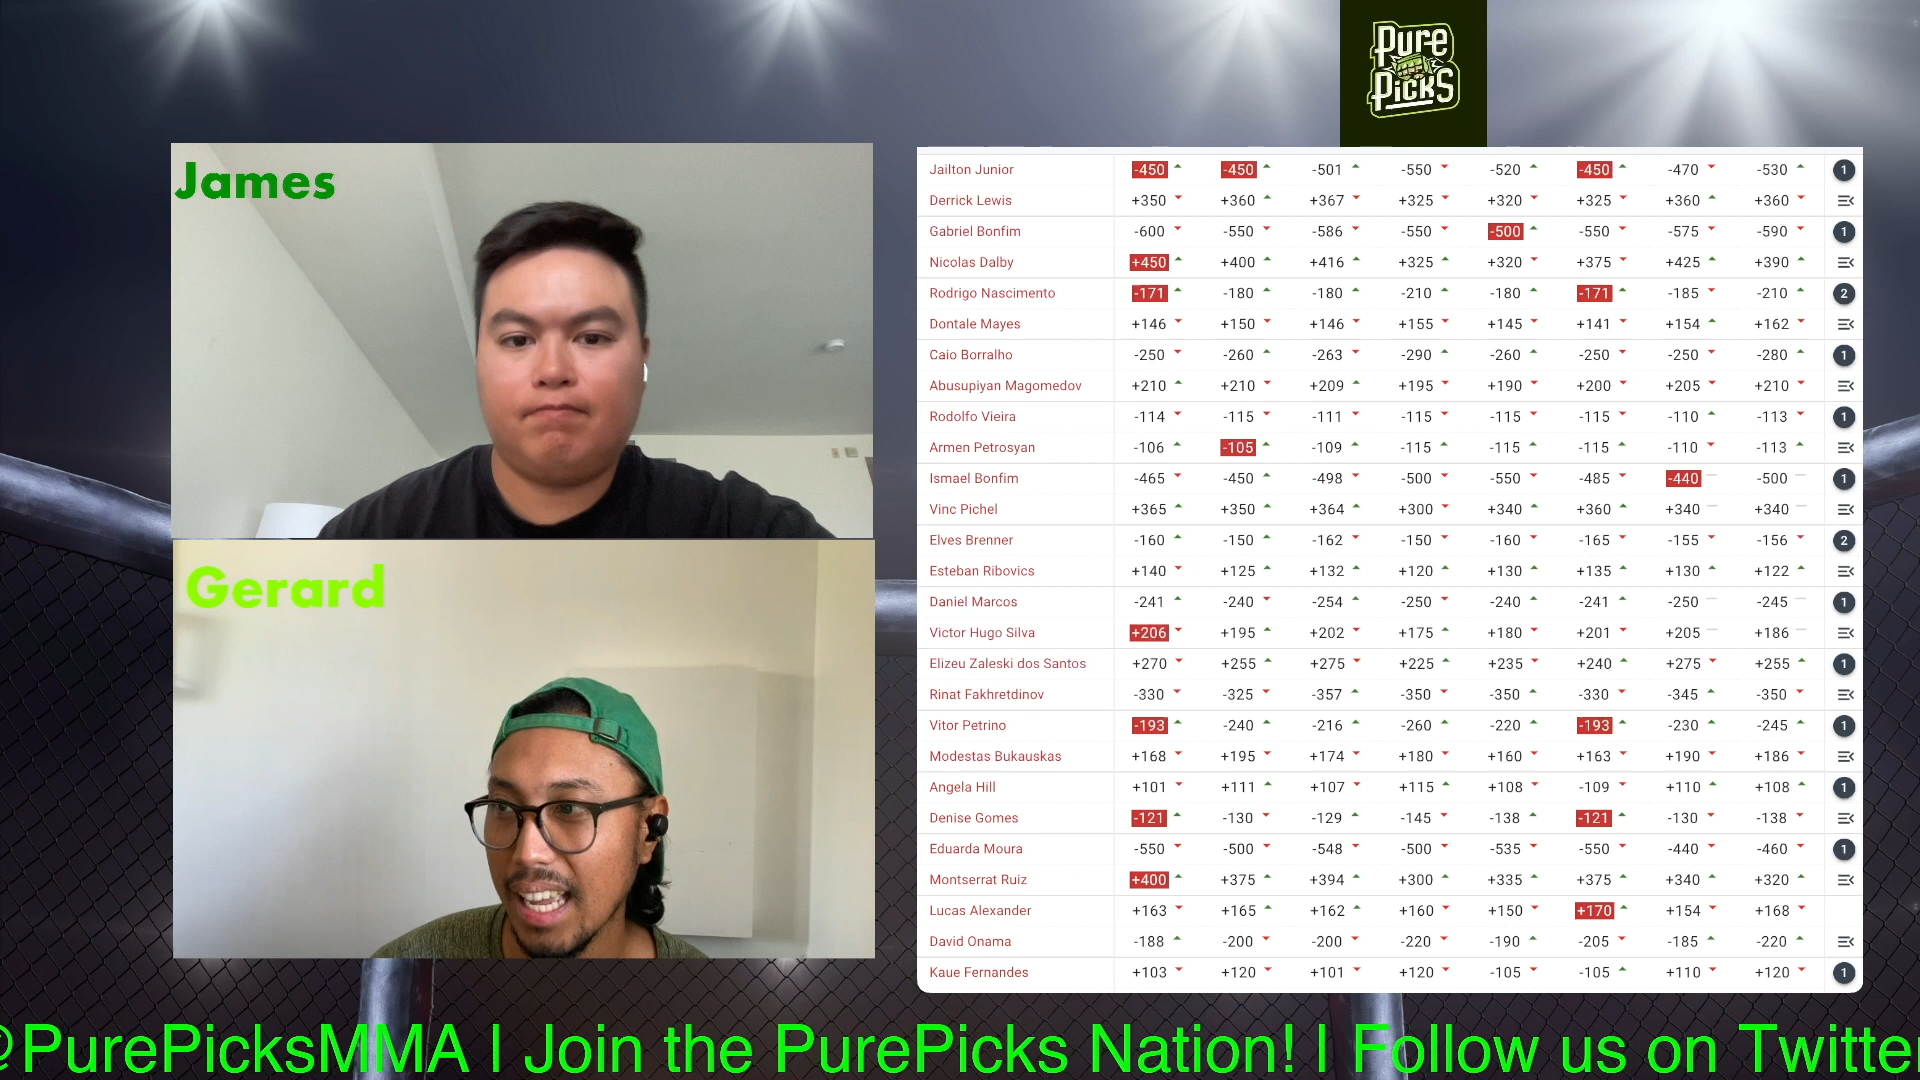 Pure
Picks
James
Gerard
Jailton Junior -450 -450 -501 -550 -520 -450 -470 -530 1
Derrick Lewis +350 +360 +367 +325 +320 +325 +360 +360
Gabriel Bonfim -600 -550 -586 -550 -500 -550 -575 -590 1
Nicolas Dalby +450 +400 +416 +325 +320 +375 +425 +390
Rodrigo Nascimento -171 -180 -180 -210 -180 -171 -185 -210 2
Dontale Mayes +146 +150 +146 +155 +145 +141 +154 +162
Caio Borralho -250 -260 -263 -290 -260 -250 -250 -280 1
Abusupiyan Magomedov +210 +210 +209 +195 +190 +200 +205 +210
Rodolfo Vieira -114 -115 -111 -115 -115 -115 -110 -113 1
Armen Petrosyan -106 -105 -109 -115 -115 -115 -110 -113
Ismael Bonfim -465 -450 -498 -500 -550 -485 -440 -500 1
Vinc Pichel +365 +350 +364 +300 +340 +360 +340 +340
Elves Brenner -160 -150 -162 -150 -160 -165 -155 -156 2
Esteban Ribovics +140 +125 +132 +120 +130 +135 +130 +122
Daniel Marcos -241 -240 -254 -250 -240 -241 -250 -245 1
Victor Hugo Silva +206 +195 +202 +175 +180 +201 +205 +186
Elizeu Zaleski dos Santos +270 +255 +275 +225 +235 +240 +275 +255 1
Rinat Fakhretdinov -330 -325 -357 -350 -350 -330 -345 -350
Vitor Petrino -193 -240 -216 -260 -220 -193 -230 -245 1
Modestas Bukauskas +168 +195 +174 +180 +160 +163 +190 +186
Angela Hill +101 +111 +107 +115 +108 -109 +110 +108 1
Denise Gomes -121 -130 -129 -145 -138 -121 -130 -138
Eduarda Moura -550 -500 -548 -500 -535 -550 -440 -460 1
Montserrat Ruiz +400 +375 +394 +300 +335 +375 +340 +320
Lucas Alexander +163 +165 +162 +160 +150 +170 +154 +168
David Onama -188 -200 -200 -220 -190 -205 -185 -220
Kaue Fernandes +103 +120 +101 +120 -105 -105 +110 +120 1
@PurePicksMMA | Join the PurePicks Nation! | Follow us on Twitter